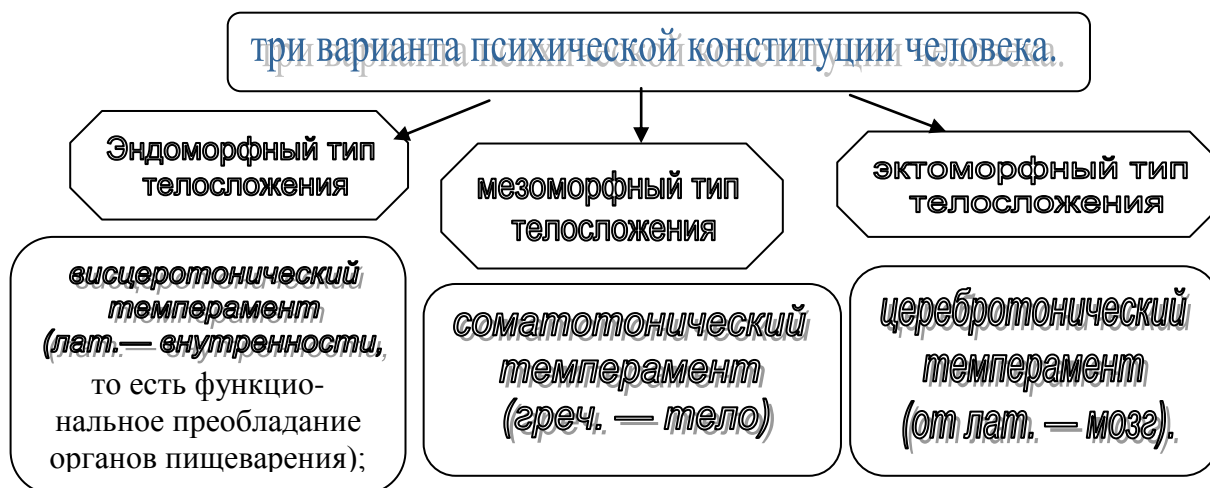 три варианта психической конституции человека.
Эндоморфный тип
телосложения
мезоморфный тип
телосложения
эктоморфный тип
телосложения
висцеротонический
темперамент
(лат.— внутренности,
то есть функцио-
нальное преобладание
органов пищеварения);
соматотонический
темперамент
(греч. — тело)
церебротонический
темперамент
(от лат. — мозг).